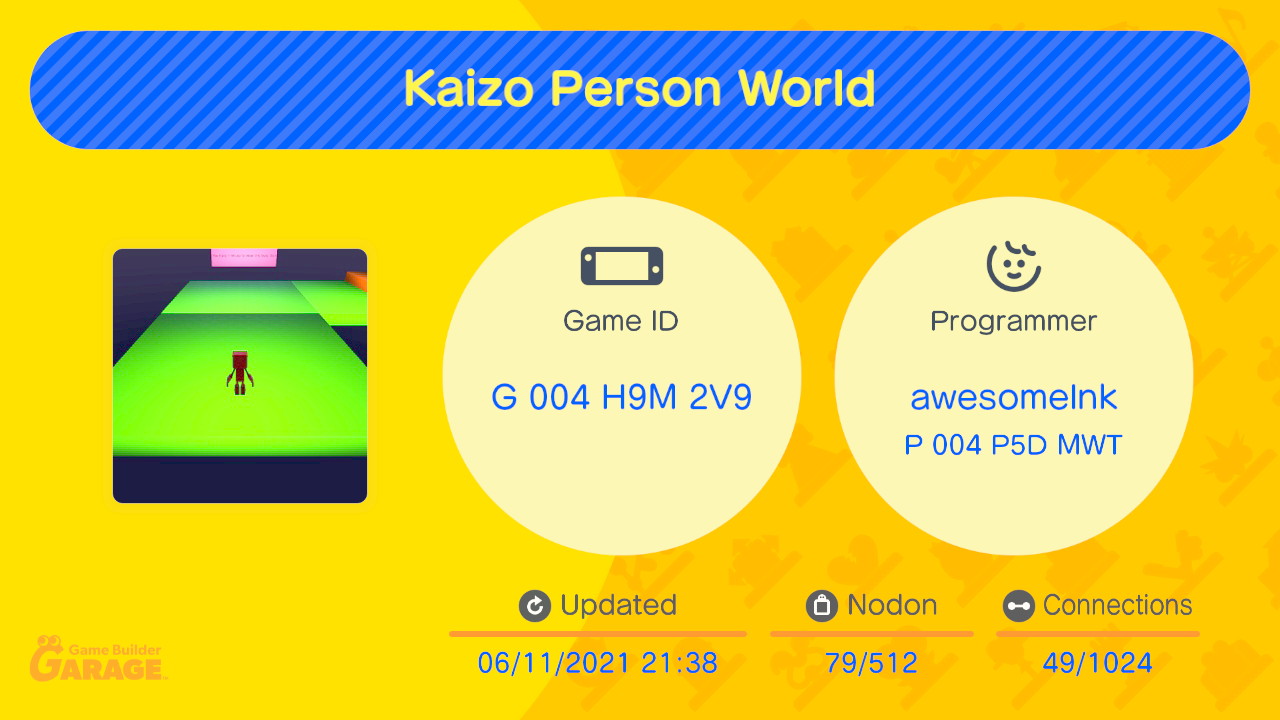 Kaizo Person World
Game ID
G 004 H9M 2V9
Programmer
awesomeInk
P 004 P5D MWT
Updated
06/11/2021 21:38
Nodon
79/512
Connections
49/1024
Game Builder
GARAGE